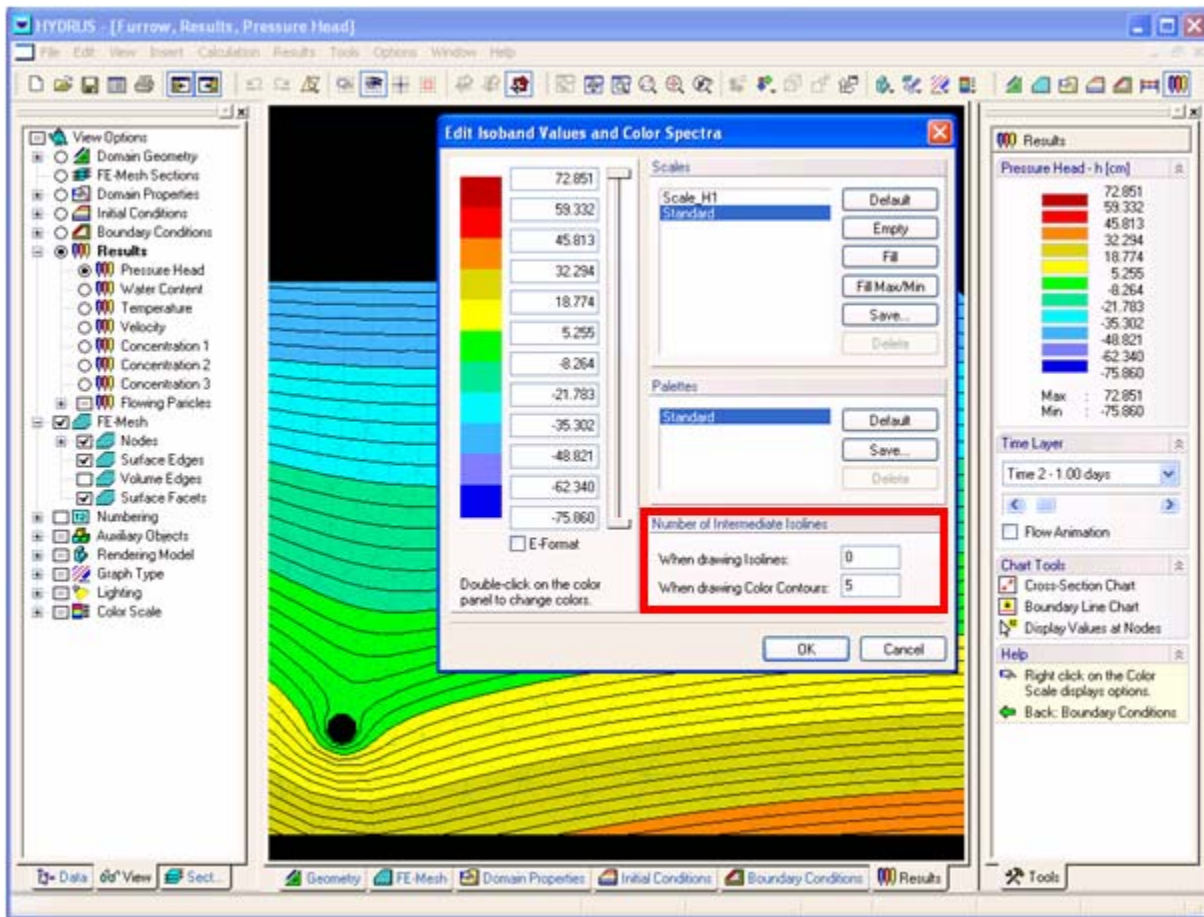 HYDRUS - [Furrow, Results, Pressure Head]
File Edit View Insert Calculation Results Tools Options Window Help
View Options
Domain Geometry
FE-Mesh Sections
Domain Properties
Initial Conditions
Boundary Conditions
Results
Pressure Head
Water Content
Temperature
Velocity
Concentration 1
Concentration 2
Concentration 3
Flowing Paricles
FE-Mesh
Nodes
Surface Edges
Volume Edges
Surface Facets
Numbering
Auxiliary Objects
Rendering Model
Graph Type
Lighting
Color Scale
Data View Sect...
Edit Isoband Values and Color Spectra
72.851
59.332
45.813
32.294
18.774
5.255
-8.264
-21.783
-35.302
-48.821
-62.340
-75.860
E-Format
Double-click on the color
panel to change colors.
Scales
Scale_H1
Standard
Default
Empty
Fill
Fill Max/Min
Save...
Delete
Palettes
Standard
Default
Save...
Delete
Number of Intermediate Isolines
When drawing Isolines: 0
When drawing Color Contours: 5
OK Cancel
Geometry FE-Mesh Domain Properties Initial Conditions Boundary Conditions Results
Results
Pressure Head - h [cm]
72.851
59.332
45.813
32.294
18.774
5.255
-8.264
-21.783
-35.302
-48.821
-62.340
-75.860
Max : 72.851
Min : -75.860
Time Layer
Time 2 - 1.00 days
Flow Animation
Chart Tools
Cross-Section Chart
Boundary Line Chart
Display Values at Nodes
Help
Right click on the Color
Scale displays options.
Back: Boundary Conditions
Tools